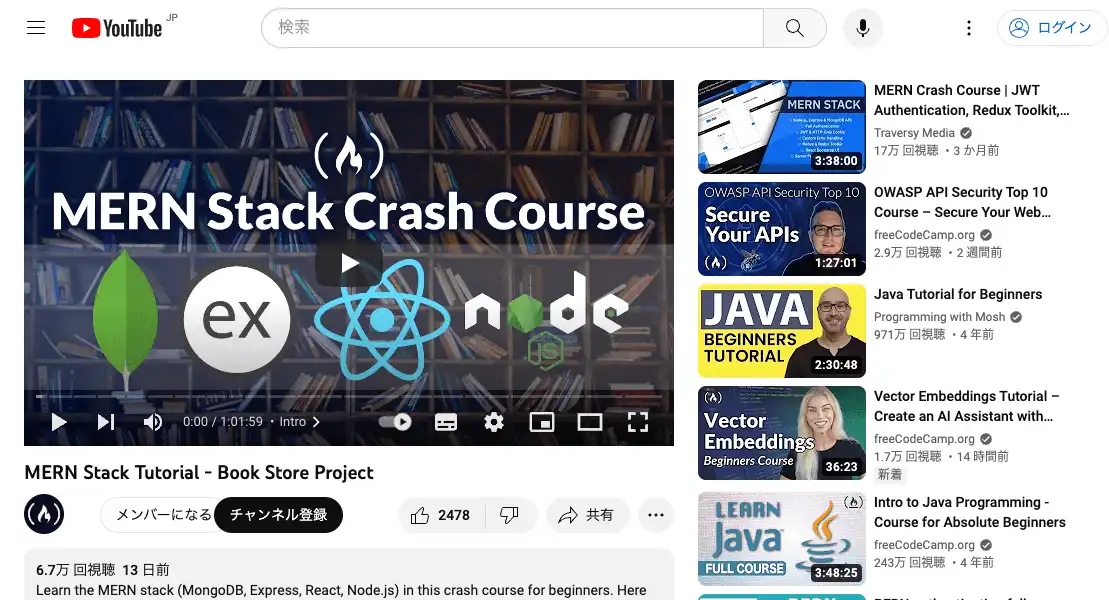 YouTube JP
検索
ログイン
MERN Stack Crash Course
ex
node
JS
0:00 / 1:01:59 • Intro
MERN Stack Tutorial - Book Store Project
メンバーになる
チャンネル登録
2478
共有
6.7万 回視聴 13 日前
Learn the MERN stack (MongoDB, Express, React, Node.js) in this crash course for beginners. Here
MERN STACK
3:38:00
MERN Crash Course | JWT
Authentication, Redux Toolkit,...
Traversy Media
17万 回視聴 • 3 か月前
OWASP API Security Top 10
Secure
Your APIs
1:27:01
OWASP API Security Top 10
Course – Secure Your Web...
freeCodeCamp.org
2.9万 回視聴 • 2 週間前
JAVA
BEGINNERS
TUTORIAL
2:30:48
Java Tutorial for Beginners
Programming with Mosh
971万 回視聴 • 4 年前
Vector
Embeddings
Beginners Course
36:23
Vector Embeddings Tutorial –
Create an AI Assistant with...
freeCodeCamp.org
1.7万 回視聴 • 14 時間前
新着
LEARN
Java
FULL COURSE
3:48:25
Intro to Java Programming -
Course for Absolute Beginners
freeCodeCamp.org
243万 回視聴 • 4 年前